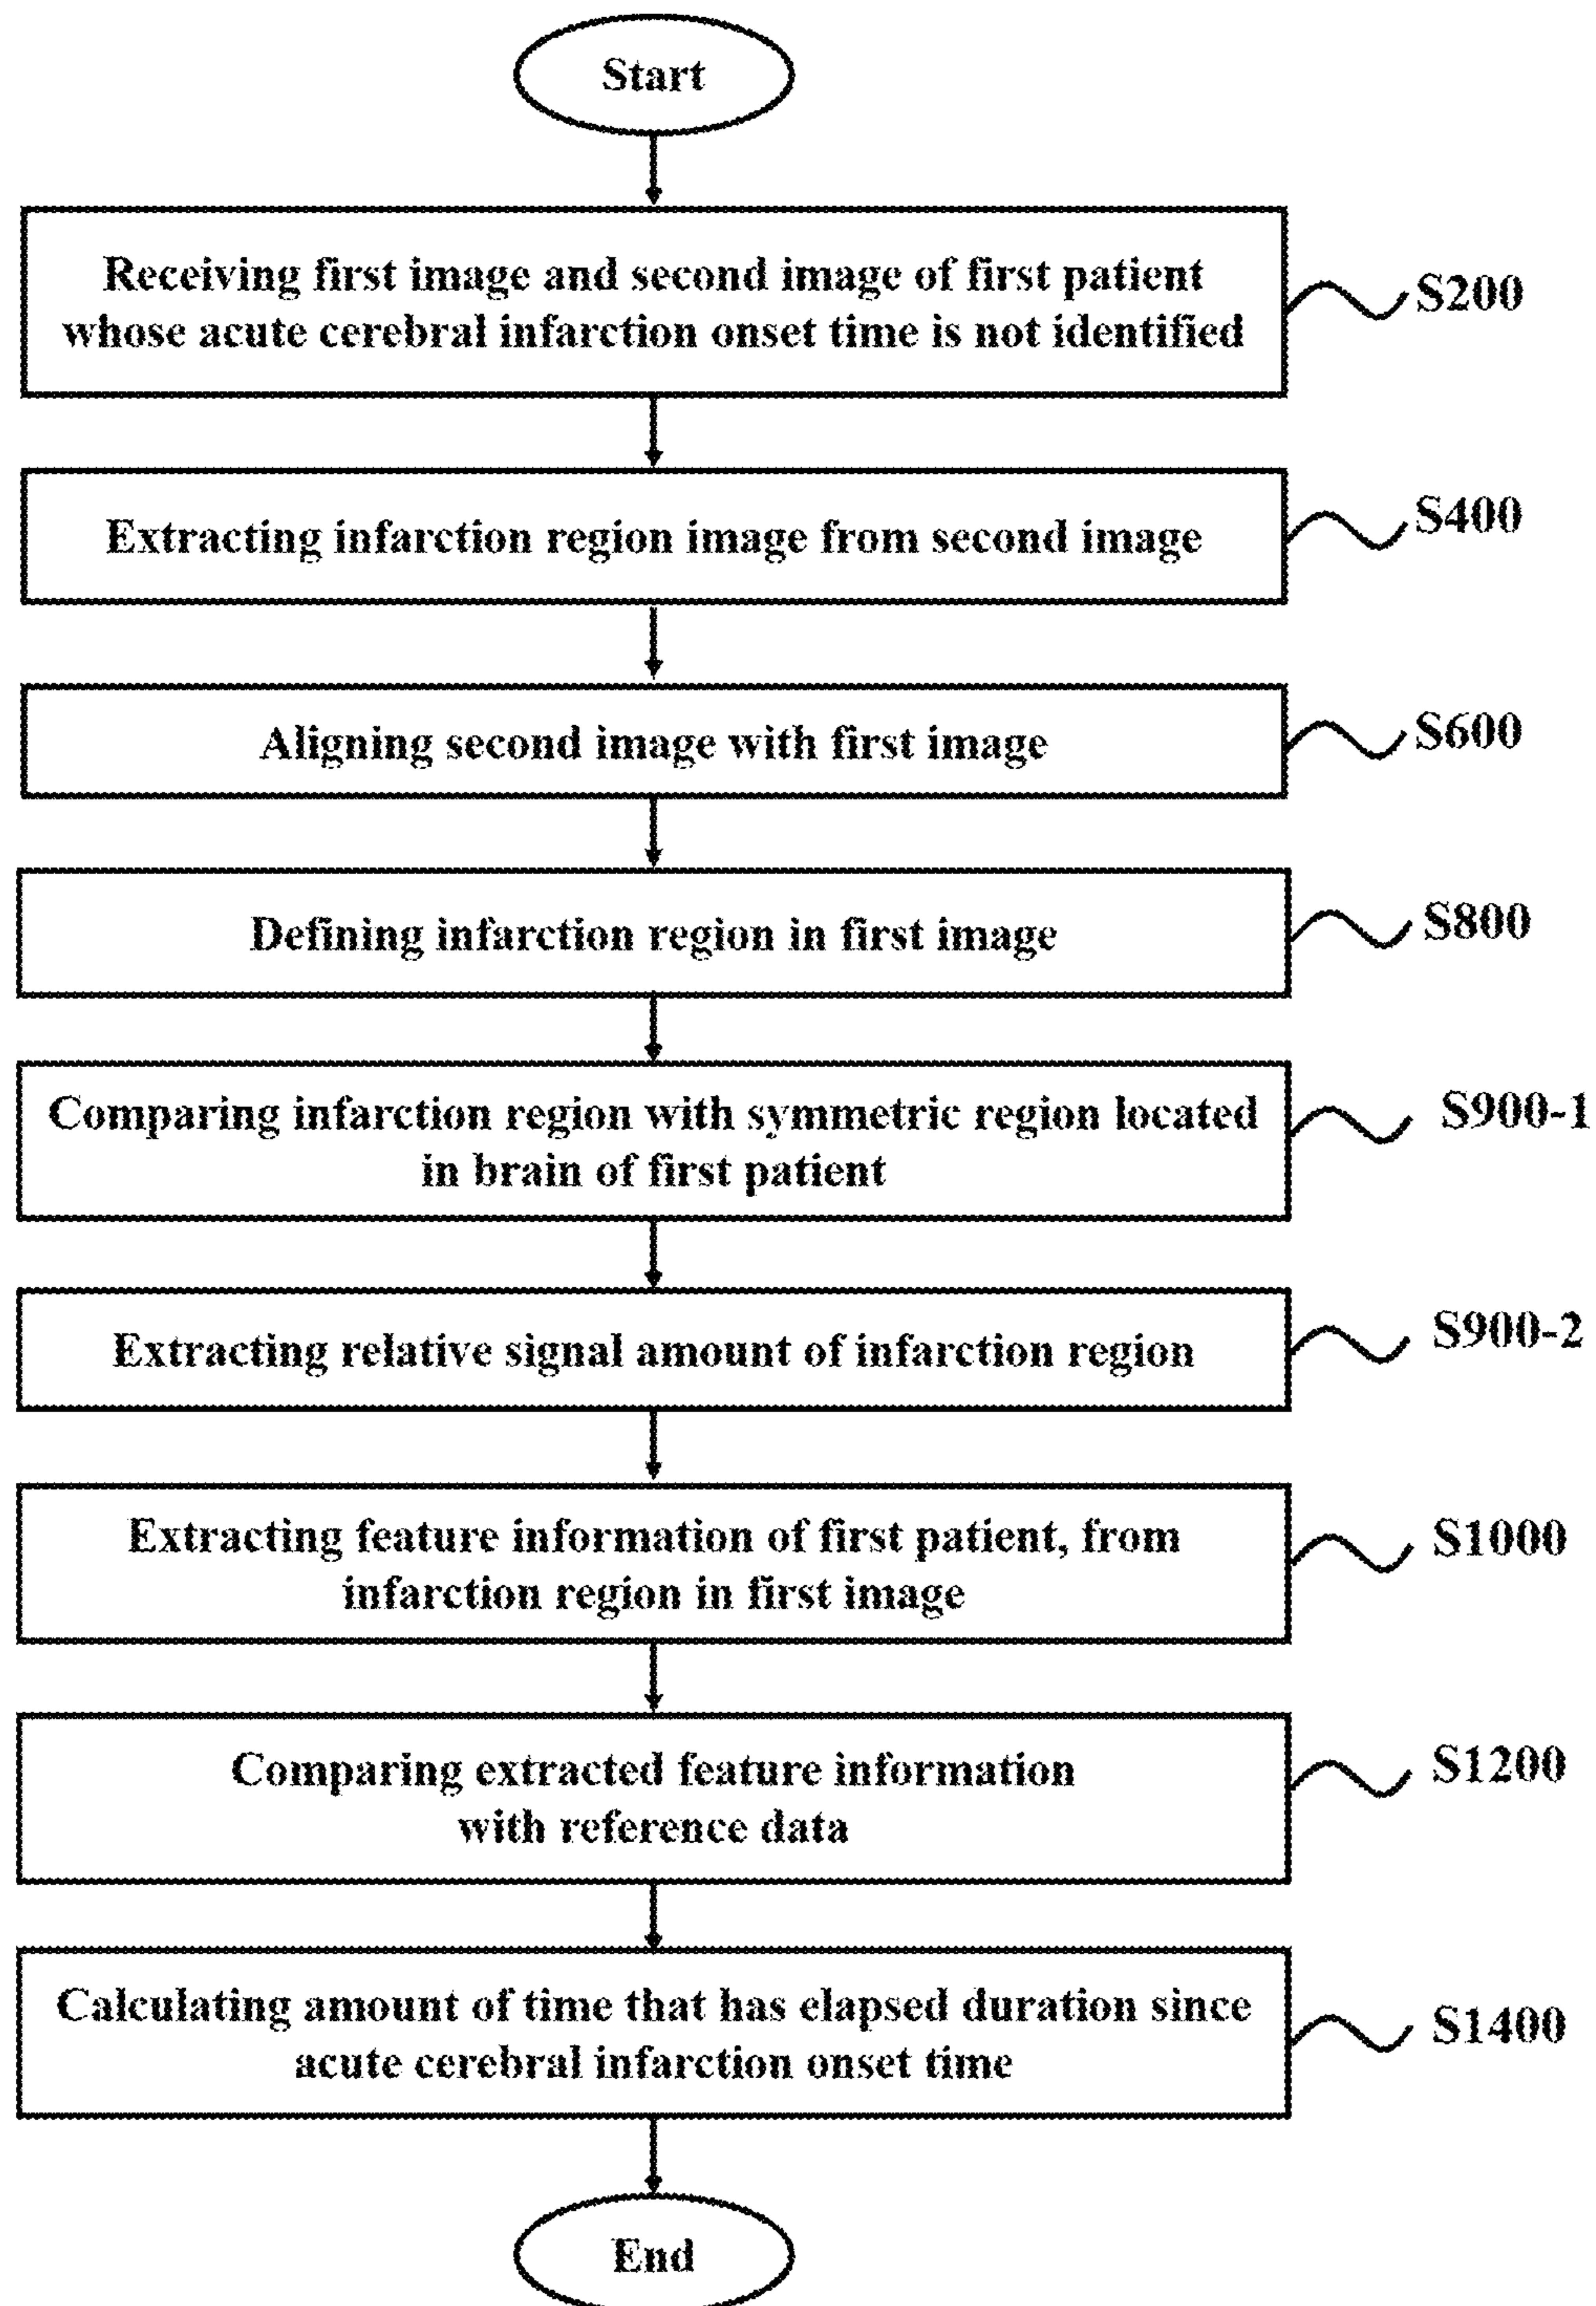 Start
Receiving first image and second image of first patient
whose acute cerebral infarction onset time is not identified
S200
Extracting infarction region image from second image
S400
Aligning second image with first image
S600
Defining infarction region in first image
S800
Comparing infarction region with symmetric region located
in brain of first patient
S900-1
Extracting relative signal amount of infarction region
S900-2
Extracting feature information of first patient, from
infarction region in first image
S1000
Comparing extracted feature information
with reference data
S1200
Calculating amount of time that has elapsed duration since
acute cerebral infarction onset time
S1400
End